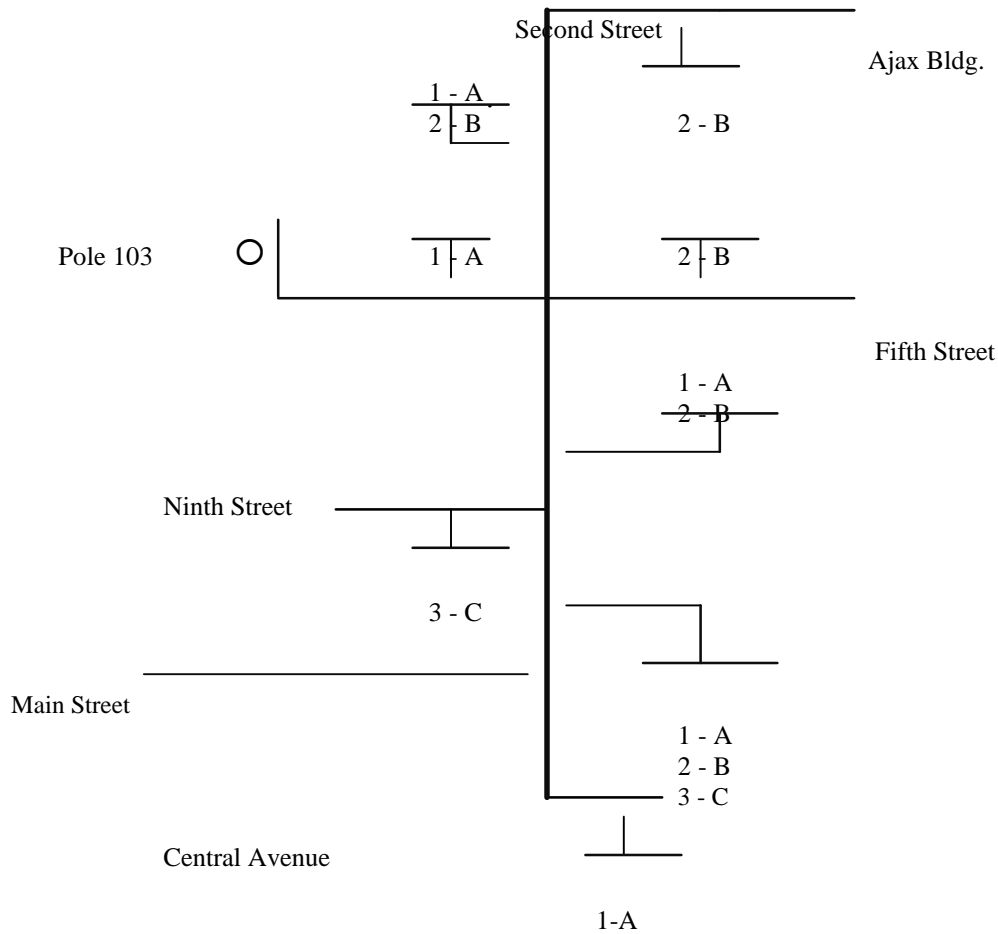 Second Street
Ajax Bldg.
1 - A
2 - B
2 - B
Pole 103
1 - A
2 - B
Fifth Street
1 - A
2 - B
Ninth Street
3 - C
Main Street
1 - A
2 - B
3 - C
Central Avenue
1-A